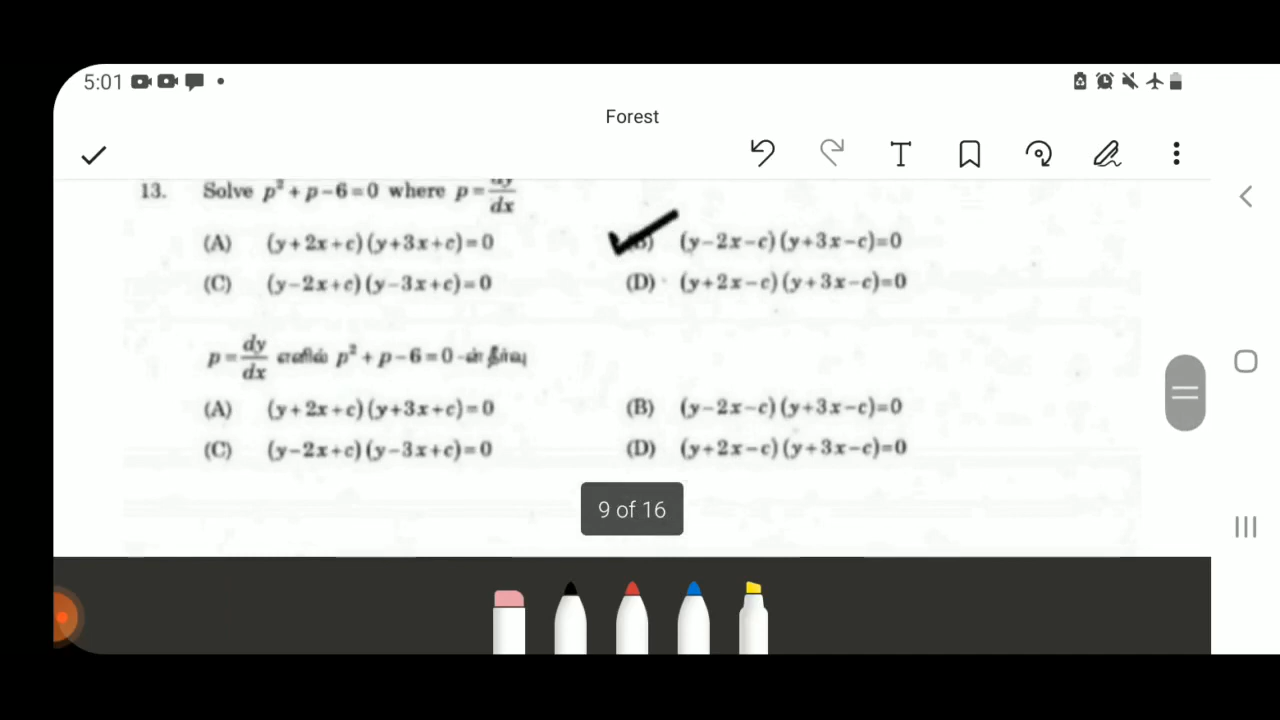 5:01
Forest
13. Solve p² + p − 6 = 0 where p = dy/dx
(A) (y + 2x + c) (y + 3x + c) = 0 (B) (y − 2x − c) (y + 3x − c) = 0
(C) (y − 2x + c) (y − 3x + c) = 0 (D) (y + 2x − c) (y + 3x − c) = 0
p = dy/dx எனில் p² + p − 6 = 0 -ன் தீர்வு
(A) (y + 2x + c) (y + 3x + c) = 0 (B) (y − 2x − c) (y + 3x − c) = 0
(C) (y − 2x + c) (y − 3x + c) = 0 (D) (y + 2x − c) (y + 3x − c) = 0
9 of 16